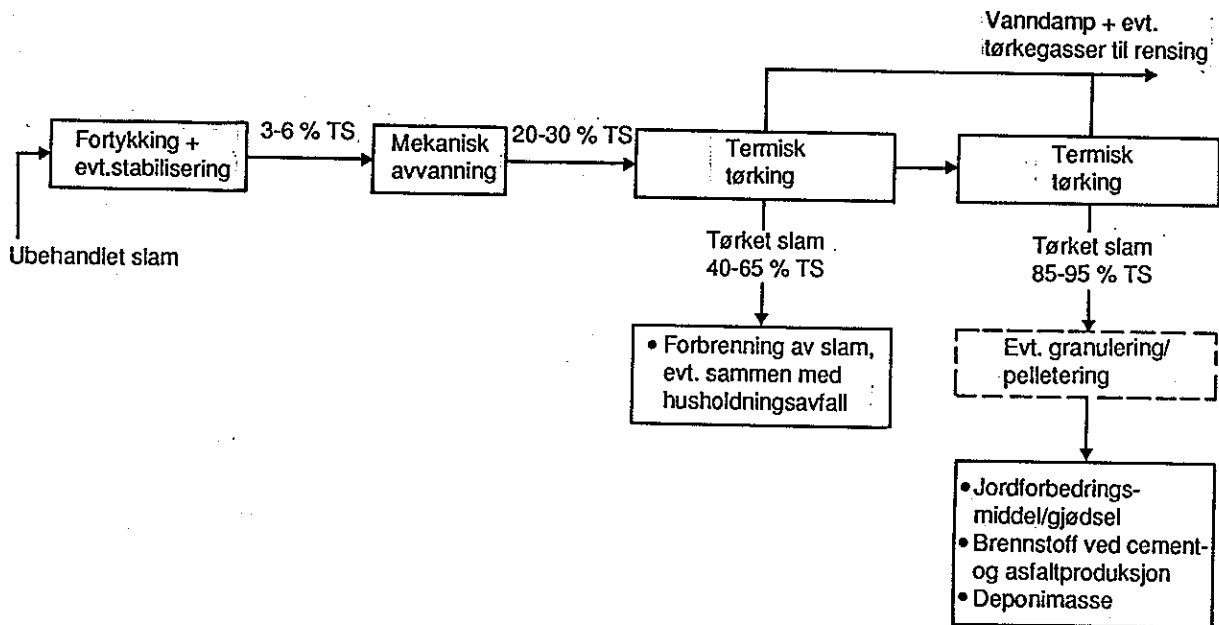 Vanndamp + evt.
tørkegasser til rensing
Fortykking +
evt.stabilisering
3-6 % TS
Mekanisk
avvanning
20-30 % TS
Termisk
tørking
Termisk
tørking
Ubehandlet slam
Tørket slam
40-65 % TS
Tørket slam
85-95 % TS
• Forbrenning av slam,
evt. sammen med
husholdningsavfall
Evt. granulering/
pelletering
• Jordforbedrings-
middel/gjødsel
• Brennstoff ved cement-
og asfaltproduksjon
• Deponimasse